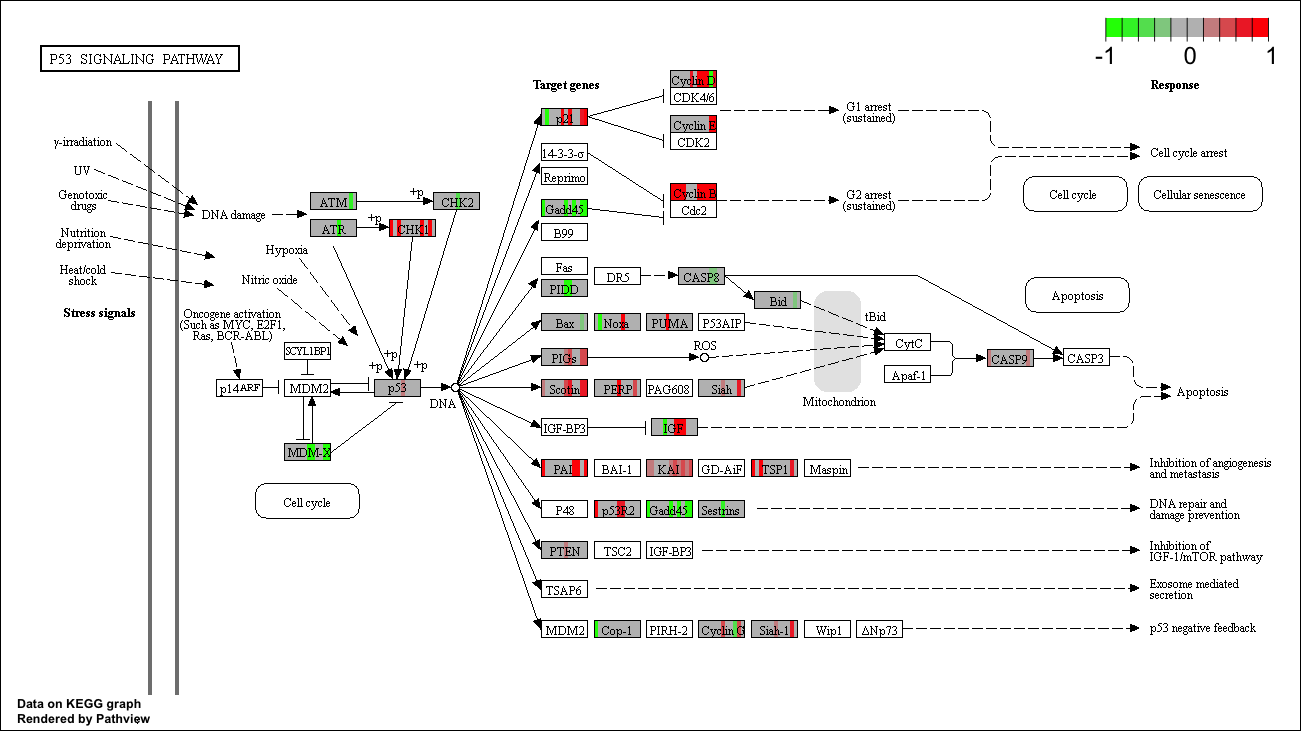 P53 SIGNALING PATHWAY
-1 0 1
Target genes
Response
Cyclin D
CDK4/6
p21
G1 arrest
(sustained)
Cyclin E
CDK2
γ-irradiation
UV
Genotoxic
drugs
Nutrition
deprivation
Heat/cold
shock
Stress signals
14-3-3-σ
Reprimo
Cell cycle arrest
DNA damage
ATM
+p
CHK2
ATR
+p
CHK1
Gadd45
B99
Cyclin B
Cdc2
G2 arrest
(sustained)
Cell cycle
Cellular senescence
Hypoxia
Nitric oxide
Fas
PIDD
DR5
CASP8
Bid
tBid
Apoptosis
Oncogene activation
(Such as MYC, E2F1,
Ras, BCR-ABL)
Bax
Noxa
PUMA
P53AIP
CytC
SCYL1BP1
+p
+p
+p
PIGs
ROS
CASP9
CASP3
Apaf-1
p14ARF
MDM2
p53
DNA
Scotin
PERP
PAG608
Siah
Mitochondrion
Apoptosis
IGF-BP3
IGF
MDM-X
PAI
BAI-1
KAI
GD-AiF
TSP1
Maspin
Inhibition of angiogenesis
and metastasis
Cell cycle
P48
p53R2
Gadd45
Sestrins
DNA repair and
damage prevention
PTEN
TSC2
IGF-BP3
Inhibition of
IGF-1/mTOR pathway
TSAP6
Exosome mediated
secretion
MDM2
Cop-1
PIRH-2
Cyclin G
Siah-1
Wip1
ΔNp73
p53 negative feedback
Data on KEGG graph
Rendered by Pathview